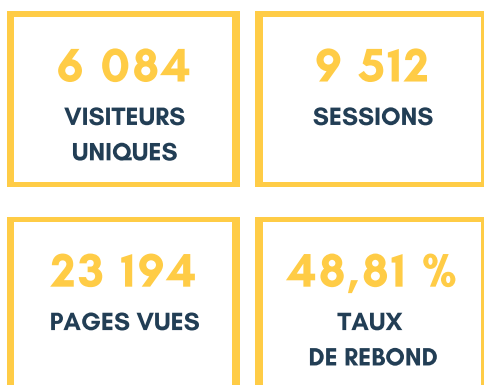 6 084
VISITEURS
UNIQUES
9 512
SESSIONS
23 194
PAGES VUES
48,81 %
TAUX
DE REBOND